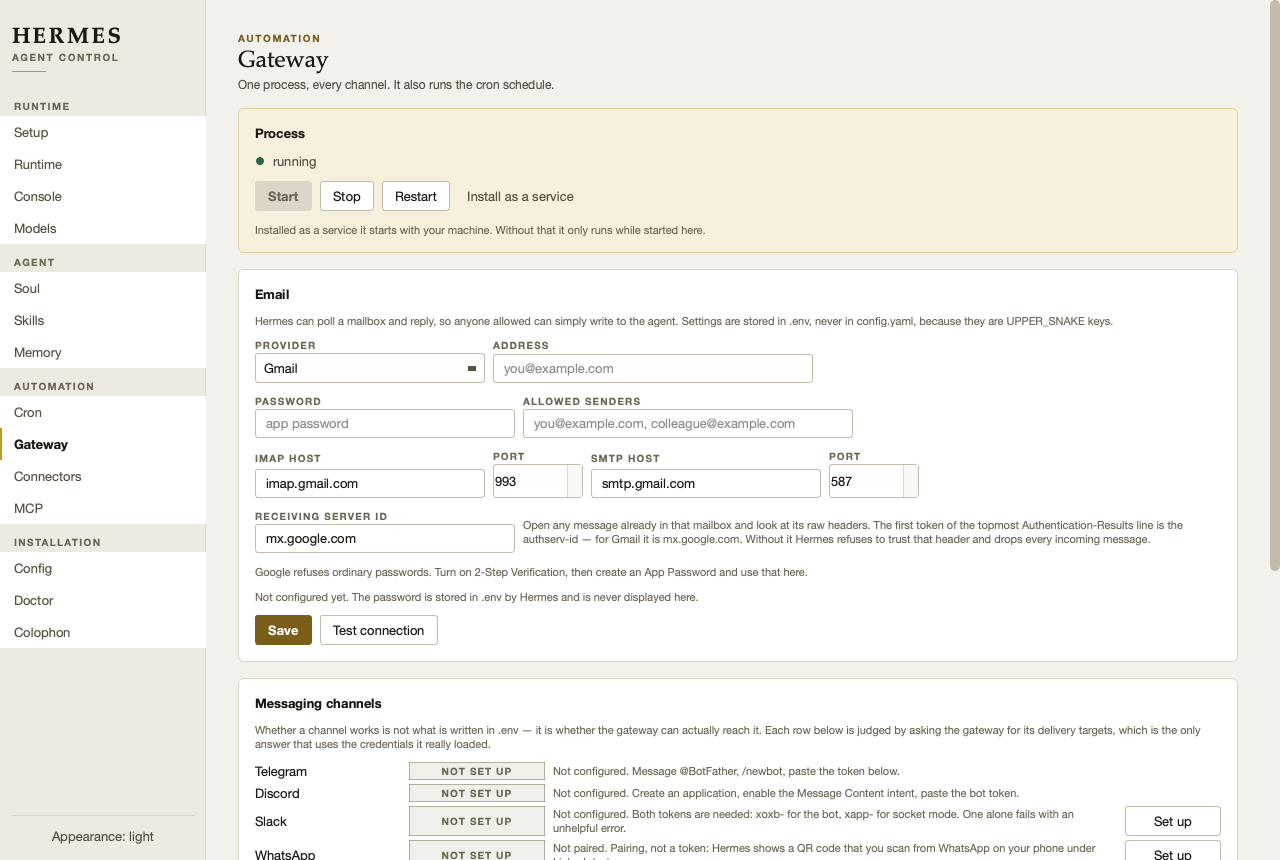 HERMES
AGENT CONTROL
RUNTIME
Setup
Runtime
Console
Models
AGENT
Soul
Skills
Memory
AUTOMATION
Cron
Gateway
Connectors
MCP
INSTALLATION
Config
Doctor
Colophon
Appearance: light
AUTOMATION
Gateway
One process, every channel. It also runs the cron schedule.
Process
running
Start Stop Restart Install as a service
Installed as a service it starts with your machine. Without that it only runs while started here.
Email
Hermes can poll a mailbox and reply, so anyone allowed can simply write to the agent. Settings are stored in .env, never in config.yaml, because they are UPPER_SNAKE keys.
PROVIDER ADDRESS
Gmail you@example.com
PASSWORD ALLOWED SENDERS
app password you@example.com, colleague@example.com
IMAP HOST PORT SMTP HOST PORT
imap.gmail.com 993 smtp.gmail.com 587
RECEIVING SERVER ID
mx.google.com
Open any message already in that mailbox and look at its raw headers. The first token of the topmost Authentication-Results line is the
authserv-id — for Gmail it is mx.google.com. Without it Hermes refuses to trust that header and drops every incoming message.
Google refuses ordinary passwords. Turn on 2-Step Verification, then create an App Password and use that here.
Not configured yet. The password is stored in .env by Hermes and is never displayed here.
Save Test connection
Messaging channels
Whether a channel works is not what is written in .env — it is whether the gateway can actually reach it. Each row below is judged by asking the gateway for its delivery targets, which is the only
answer that uses the credentials it really loaded.
Telegram NOT SET UP Not configured. Message @BotFather, /newbot, paste the token below.
Discord NOT SET UP Not configured. Create an application, enable the Message Content intent, paste the bot token.
Slack NOT SET UP Not configured. Both tokens are needed: xoxb- for the bot, xapp- for socket mode. One alone fails with an
unhelpful error.
Set up
WhatsApp NOT SET UP Not paired. Pairing, not a token: Hermes shows a QR code that you scan from WhatsApp on your phone under
Set up